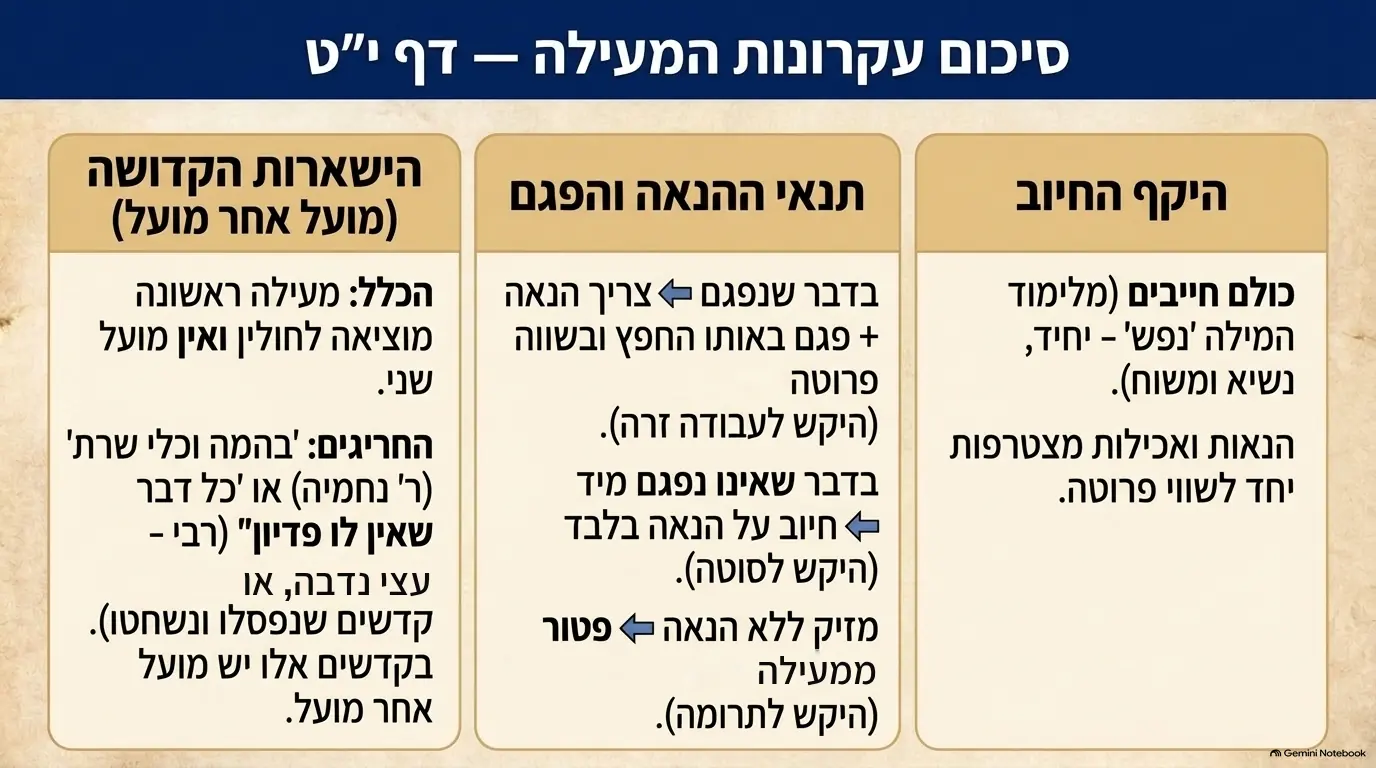 סיכום עקרונות המעילה — דף י"ט
היקף החיוב
כולם חייבים (מלימוד
המילה 'נפש' – יחיד,
נשיא ומשוח).
הנאות ואכילות מצטרפות
יחד לשווי פרוטה.
תנאי ההנאה והפגם
בדבר שנפגם ⬅ צריך הנאה
+ פגם באותו החפץ ובשווה
פרוטה
(היקש לעבודה זרה).
בדבר שאינו נפגם מיד
⬅ חיוב על הנאה בלבד
(היקש לסוטה).
מזיק ללא הנאה ⬅ פטור
ממעילה
(היקש לתרומה).
הישארות הקדושה
(מועל אחר מועל)
הכלל: מעילה ראשונה
מוציאה לחולין ואין מועל
שני.
החריגים: 'בהמה וכלי שרת'
(ר' נחמיה) או 'כל דבר
שאין לו פדיון" (רבי –
עצי נדבה, או
קדשים שנפסלו ונשחטו).
בקדשים אלו יש מועל
אחר מועל.
Gemini Notebook